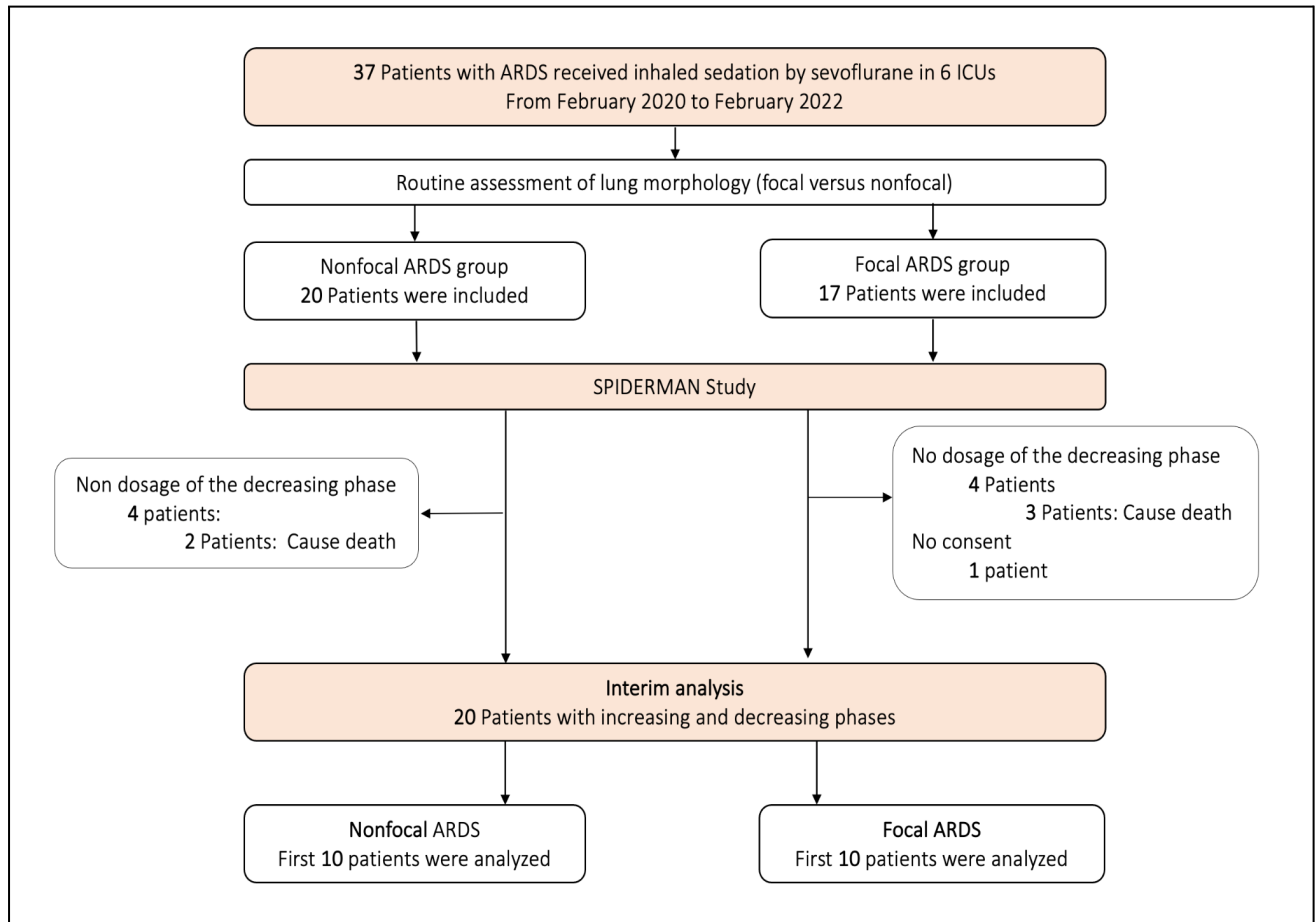 37 Patients with ARDS received inhaled sedation by sevoflurane in 6 ICUs
From February 2020 to February 2022
Routine assessment of lung morphology (focal versus nonfocal)
Nonfocal ARDS group
20 Patients were included
Focal ARDS group
17 Patients were included
SPIDERMAN Study
Non dosage of the decreasing phase
4 patients:
2 Patients: Cause death
No dosage of the decreasing phase
4 Patients
3 Patients: Cause death
No consent
1 patient
Interim analysis
20 Patients with increasing and decreasing phases
Nonfocal ARDS
First 10 patients were analyzed
Focal ARDS
First 10 patients were analyzed